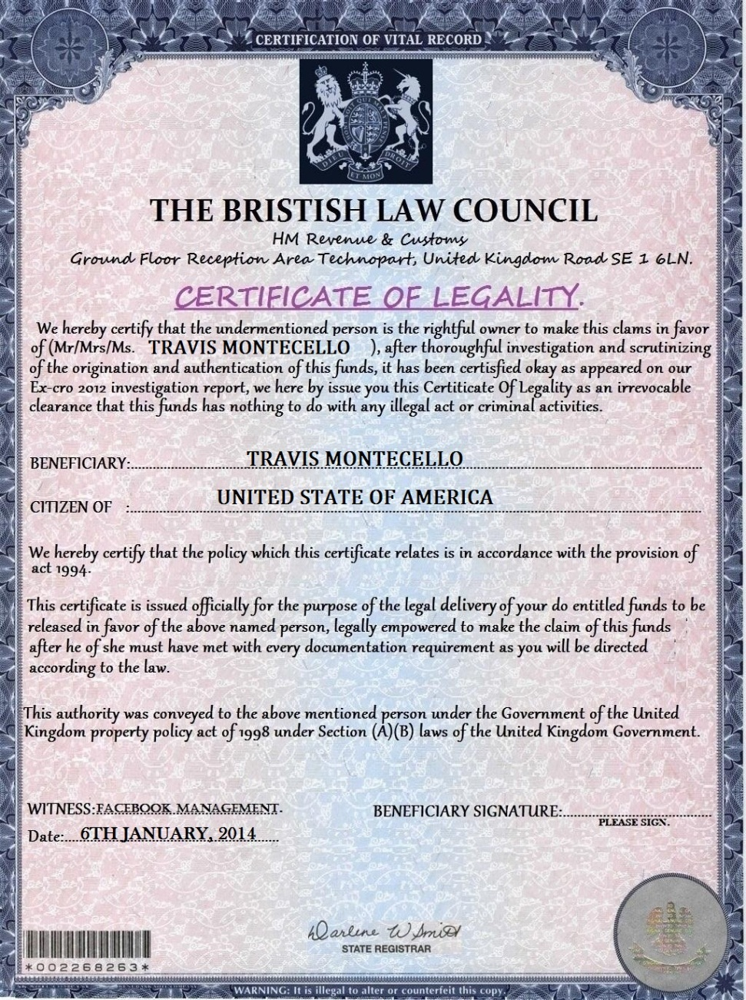 CERTIFICATION OF VITAL RECORD
DIEU
DROIT
ET MON
THE BRISTISH LAW COUNCIL
HM Revenue & Customs
Ground Floor Reception Area Technopart, United Kingdom Road SE 1 6LN.
CERTIFICATE OF LEGALITY.
We hereby certify that the undermentioned person is the rightful owner to make this clams in favor
of (Mr/Mrs/Ms. TRAVIS MONTECELLO ), after thoroughful investigation and scrutinizing
of the origination and authentication of this funds, it has been certisfied okay as appeared on our
Ex-cro 2012 investigation report, we here by issue you this Certiticate Of Legality as an irrevocable
clearance that this funds has nothing to do with any illegal act or criminal activities.
BENEFICIARY:..........TRAVIS MONTECELLO..........
CITIZEN OF :..........UNITED STATE OF AMERICA..........
We hereby certify that the policy which this certificate relates is in accordance with the provision of
act 1994.
This certificate is issued officially for the purpose of the legal delivery of your do entitled funds to be
released in favor of the above named person, legally empowered to make the claim of this funds
after he of she must have met with every documentation requirement as you will be directed
according to the law.
This authority was conveyed to the above mentioned person under the Government of the United
Kingdom property policy act of 1998 under Section (A)(B) laws of the United Kingdom Government.
WITNESS:FACEBOOK MANAGEMENT.
BENEFICIARY SIGNATURE:..............................
PLEASE SIGN.
Date:...6TH JANUARY, 2014.....
Darlene W Smith
STATE REGISTRAR
*002268263*
WARNING: It is illegal to alter or counterfeit this copy.